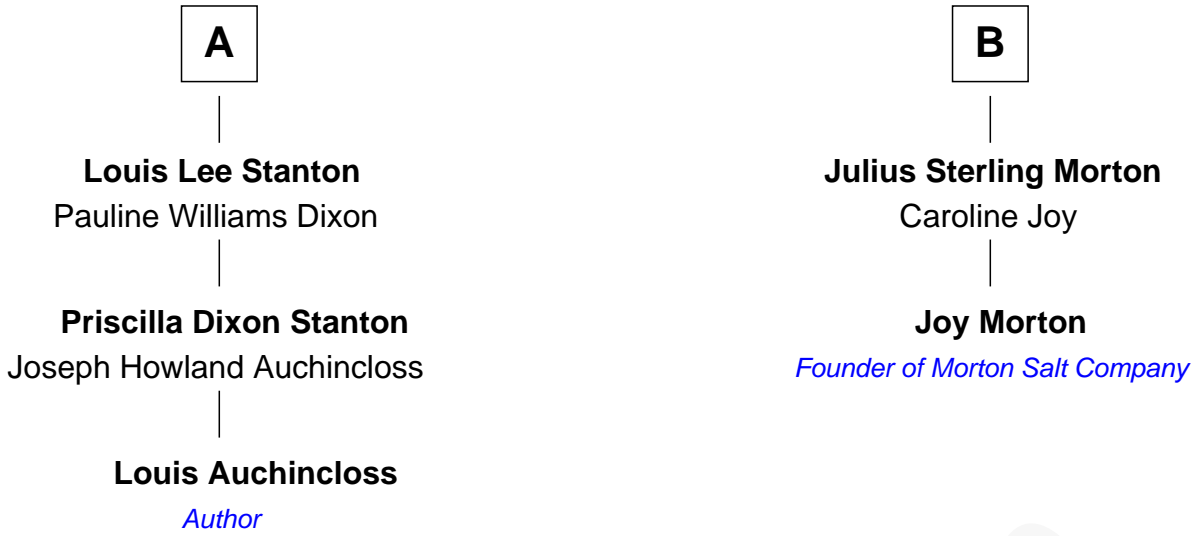 A
Louis Lee Stanton
Pauline Williams Dixon
Priscilla Dixon Stanton
Joseph Howland Auchincloss
Louis Auchincloss
Author
B
Julius Sterling Morton
Caroline Joy
Joy Morton
Founder of Morton Salt Company